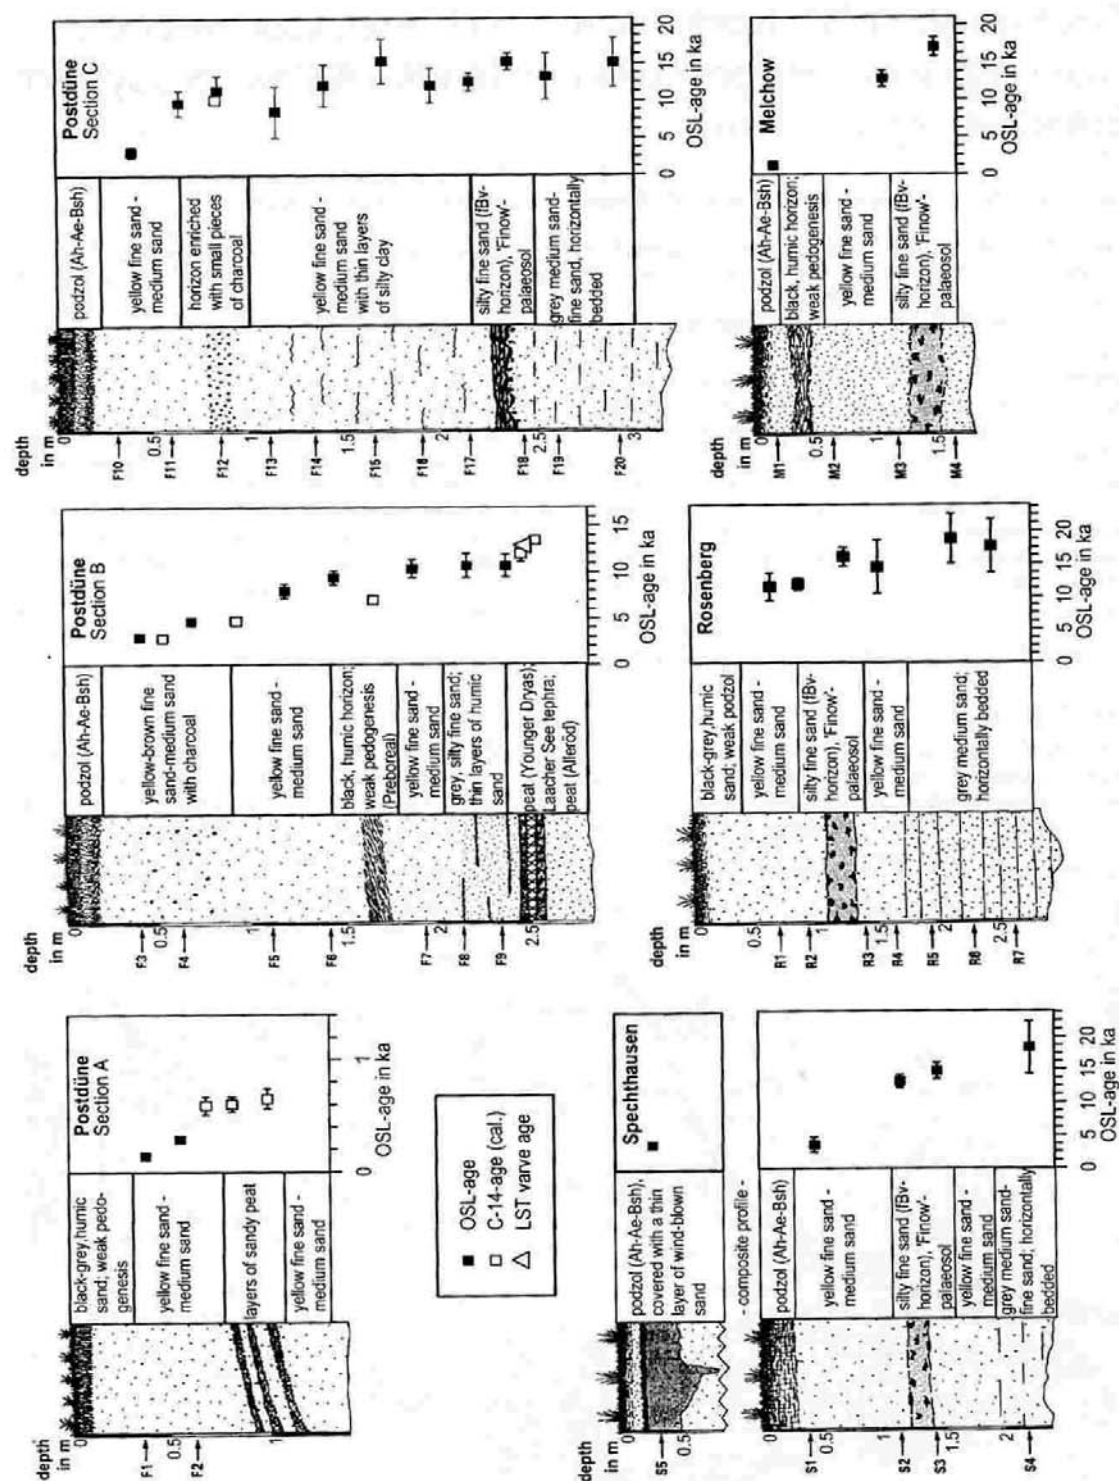 depth
in m
0
0.5
1
F1
F2
black-grey,humic
sand; weak pedo-
genesis
yellow fine sand -
medium sand
layers of sandy peat
yellow fine sand -
medium sand
Postdüne
Section A
0
1
OSL-age in ka
depth
in m
0
0.5
1
1.5
2
2.5
F3
F4
F5
F6
F7
F8
F9
podzol (Ah-Ae-Bsh)
yellow-brown fine
sand-medium sand
with charcoal
yellow fine sand -
medium sand
black, humic horizon;
weak pedogenesis
(Preboreal)
yellow fine sand -
medium sand
grey, silty fine sand;
thin layers of humic
sand
peat (Younger Dryas);
Laacher See tephra;
peat (Alleröd)
Postdüne
Section B
0
5
10
15
OSL-age in ka
depth
in m
0
0.5
1
1.5
2
2.5
3
F10
F11
F12
F13
F14
F15
F16
F17
F18
F19
F20
podzol (Ah-Ae-Bsh)
yellow fine sand -
medium sand
horizon enriched
with small pieces
of charcoal
yellow fine sand -
medium sand
with thin layers
of silty clay
silty fine sand (fBv-
horizon), 'Finow'-
palaeosol
grey medium sand-
fine sand, horizontally
bedded
Postdüne
Section C
0
5
10
15
20
OSL-age in ka
OSL-age
C-14-age (cal.)
LST varve age
depth
in m
0
0.5
S5
podzol (Ah-Ae-Bsh),
covered with a thin
layer of wind-blown
sand
Spechthausen
- composite profile -
0
0.5
1
1.5
2
S1
S2
S3
S4
podzol (Ah-Ae-Bsh)
yellow fine sand -
medium sand
silty fine sand (fBv-
horizon), 'Finow'-
palaeosol
yellow fine sand -
medium sand
grey medium sand-
fine sand; horizontally
bedded
0
5
10
15
20
OSL-age in ka
depth
in m
0
0.5
1
1.5
2
2.5
R1
R2
R3
R4
R5
R6
R7
black-grey,humic
sand; weak podzol
yellow fine sand -
medium sand
silty fine sand (fBv-
horizon), 'Finow'-
palaeosol
yellow fine sand -
medium sand
grey medium sand;
horizontally bedded
Rosenberg
0
5
10
15
20
OSL-age in ka
depth
in m
0
0.5
1
1.5
M1
M2
M3
M4
podzol (Ah-Ae-Bsh)
black, humic horizon;
weak pedogenesis
yellow fine sand -
medium sand
silty fine sand (fBv-
horizon), 'Finow'-
palaeosol
Melchow
0
5
10
15
20
OSL-age in ka